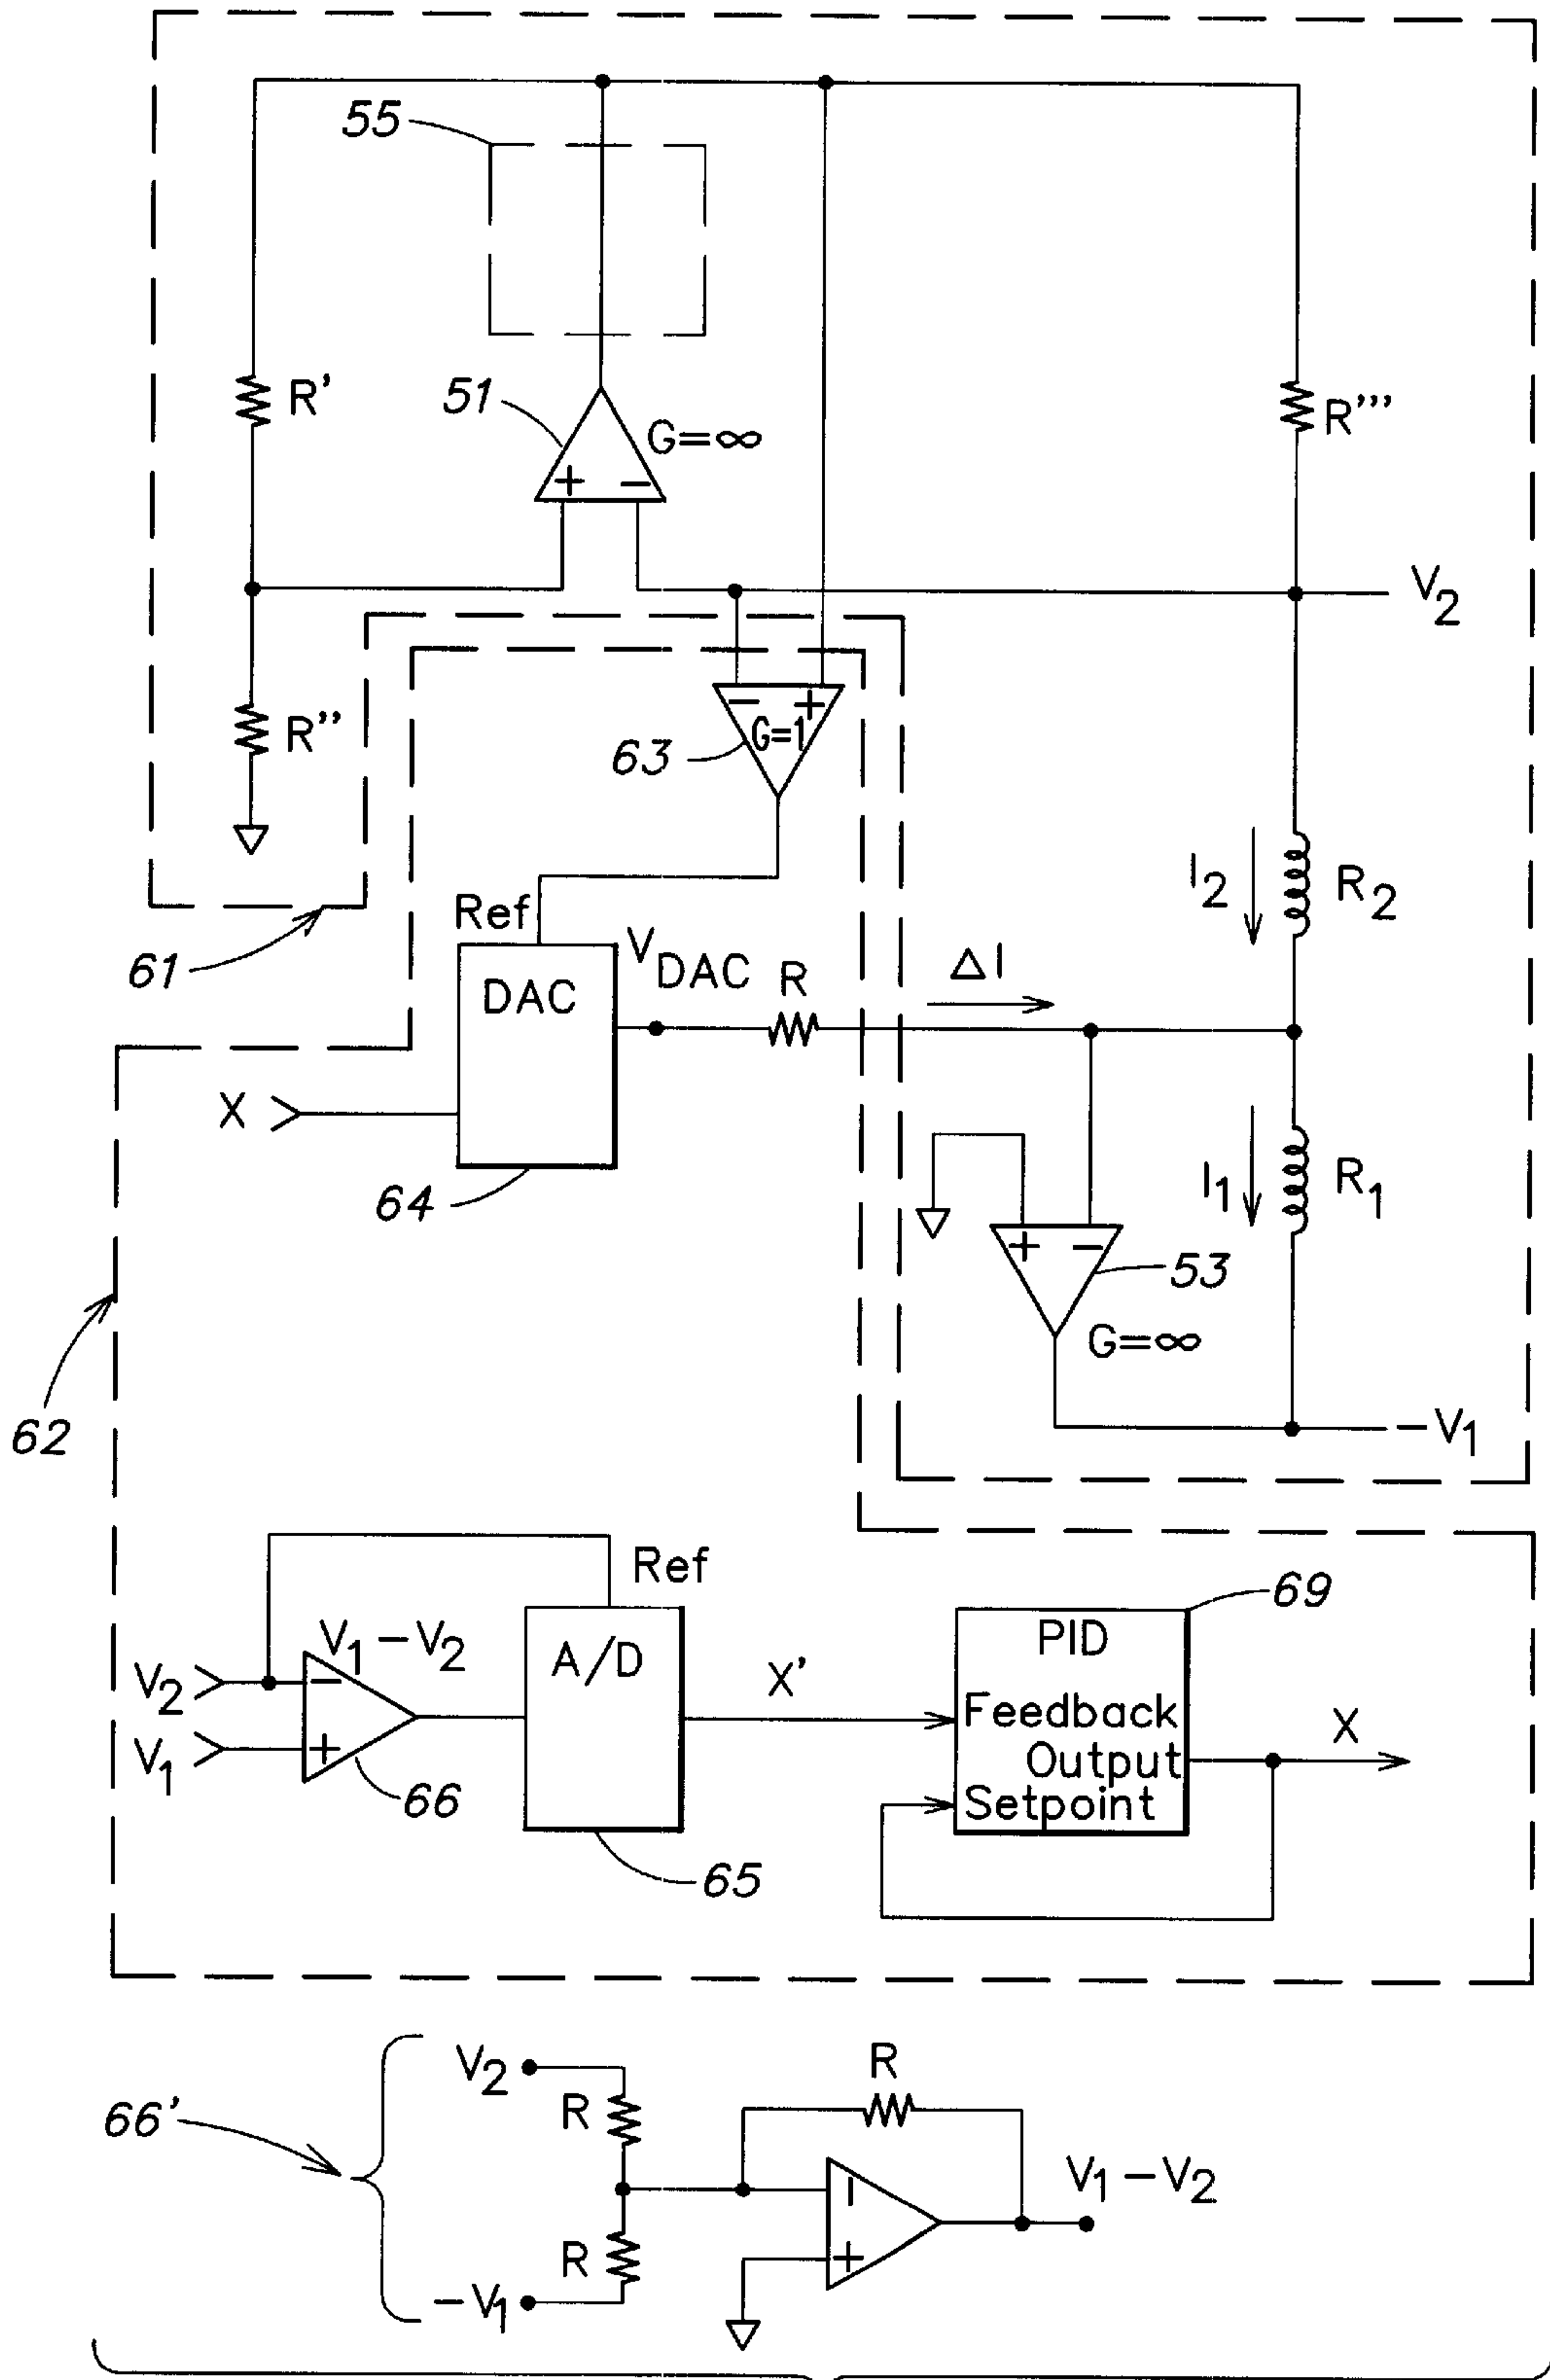 55
R'
51
G=∞
+ −
R'''
V2
R''
− +
G=1
63
I2
R2
61
Ref
VDAC
R
ΔI
DAC
X
64
I1
R1
+ −
53
G=∞
62
−V1
Ref
69
V1−V2
PID
V2
−
A/D
X'
Feedback
X
V1
+
Output
66
Setpoint
65
V2
R
R
66'
V1−V2
−
R
+
−V1